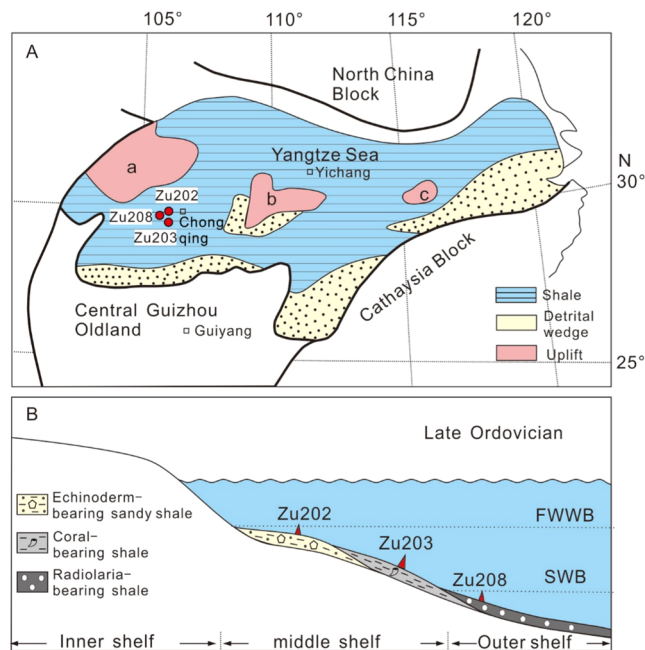 105°
110°
115°
120°
A
North China
Block
a
Yangtze Sea
Yichang
N
30°
Zu202
b
c
Zu208
Chong
Zu203
qing
Cathaysia Block
Central Guizhou
Oldland
Guiyang
Shale
Detrital
wedge
Uplift
25°
B
Late Ordovician
Echinoderm-
bearing sandy shale
Coral-
bearing shale
Radiolaria-
bearing shale
Zu202
FWWB
Zu203
SWB
Zu208
Inner shelf
middle shelf
Outer shelf